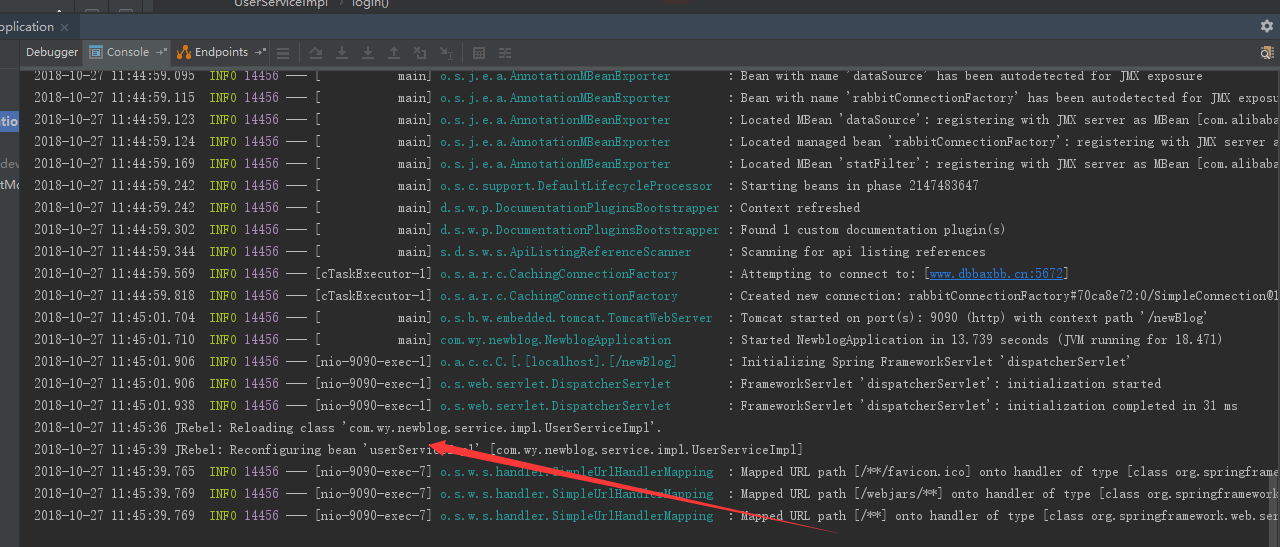 UserServiceImpl › login()
pplication ×
Debugger Console Endpoints
2018-10-27 11:44:59.095 INFO 14456 --- [ main] o.s.j.e.a.AnnotationMBeanExporter : Bean with name 'dataSource' has been autodetected for JMX exposure
2018-10-27 11:44:59.115 INFO 14456 --- [ main] o.s.j.e.a.AnnotationMBeanExporter : Bean with name 'rabbitConnectionFactory' has been autodetected for JMX exposu
2018-10-27 11:44:59.123 INFO 14456 --- [ main] o.s.j.e.a.AnnotationMBeanExporter : Located MBean 'dataSource': registering with JMX server as MBean [com.alibaba
2018-10-27 11:44:59.124 INFO 14456 --- [ main] o.s.j.e.a.AnnotationMBeanExporter : Located managed bean 'rabbitConnectionFactory': registering with JMX server a
2018-10-27 11:44:59.169 INFO 14456 --- [ main] o.s.j.e.a.AnnotationMBeanExporter : Located MBean 'statFilter': registering with JMX server as MBean [com.alibaba
2018-10-27 11:44:59.242 INFO 14456 --- [ main] o.s.c.support.DefaultLifecycleProcessor : Starting beans in phase 2147483647
2018-10-27 11:44:59.242 INFO 14456 --- [ main] d.s.w.p.DocumentationPluginsBootstrapper : Context refreshed
2018-10-27 11:44:59.302 INFO 14456 --- [ main] d.s.w.p.DocumentationPluginsBootstrapper : Found 1 custom documentation plugin(s)
2018-10-27 11:44:59.344 INFO 14456 --- [ main] s.d.s.w.s.ApiListingReferenceScanner : Scanning for api listing references
2018-10-27 11:44:59.569 INFO 14456 --- [cTaskExecutor-1] o.s.a.r.c.CachingConnectionFactory : Attempting to connect to: [www.dbbaxbb.cn:5672]
2018-10-27 11:44:59.818 INFO 14456 --- [cTaskExecutor-1] o.s.a.r.c.CachingConnectionFactory : Created new connection: rabbitConnectionFactory#70ca8e72:0/SimpleConnection@1
2018-10-27 11:45:01.704 INFO 14456 --- [ main] o.s.b.w.embedded.tomcat.TomcatWebServer : Tomcat started on port(s): 9090 (http) with context path '/newBlog'
2018-10-27 11:45:01.710 INFO 14456 --- [ main] com.wy.newblog.NewblogApplication : Started NewblogApplication in 13.739 seconds (JVM running for 18.471)
2018-10-27 11:45:01.906 INFO 14456 --- [nio-9090-exec-1] o.a.c.c.C.[.[localhost].[/newBlog] : Initializing Spring FrameworkServlet 'dispatcherServlet'
2018-10-27 11:45:01.906 INFO 14456 --- [nio-9090-exec-1] o.s.web.servlet.DispatcherServlet : FrameworkServlet 'dispatcherServlet': initialization started
2018-10-27 11:45:01.938 INFO 14456 --- [nio-9090-exec-1] o.s.web.servlet.DispatcherServlet : FrameworkServlet 'dispatcherServlet': initialization completed in 31 ms
2018-10-27 11:45:36 JRebel: Reloading class 'com.wy.newblog.service.impl.UserServiceImpl'.
2018-10-27 11:45:39 JRebel: Reconfiguring bean 'userServiceImpl' [com.wy.newblog.service.impl.UserServiceImpl]
2018-10-27 11:45:39.765 INFO 14456 --- [nio-9090-exec-7] o.s.w.s.handler.SimpleUrlHandlerMapping : Mapped URL path [/**/favicon.ico] onto handler of type [class org.springframe
2018-10-27 11:45:39.769 INFO 14456 --- [nio-9090-exec-7] o.s.w.s.handler.SimpleUrlHandlerMapping : Mapped URL path [/webjars/**] onto handler of type [class org.springframework
2018-10-27 11:45:39.769 INFO 14456 --- [nio-9090-exec-7] o.s.w.s.handler.SimpleUrlHandlerMapping : Mapped URL path [/**] onto handler of type [class org.springframework.web.ser
atio
dev
tMo